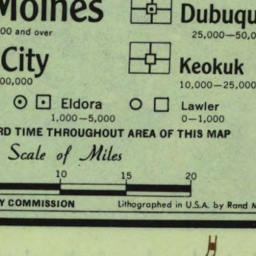 Moines
Dubuqu
00 and over
25,000—50,0
City
Keokuk
00,000
10,000—25,000
Eldora
Lawler
1,000—5,000
0—1,000
RD TIME THROUGHOUT AREA OF THIS MAP
Scale of Miles
10 15 20
Y COMMISSION
Lithographed in U.S.A. by Rand M